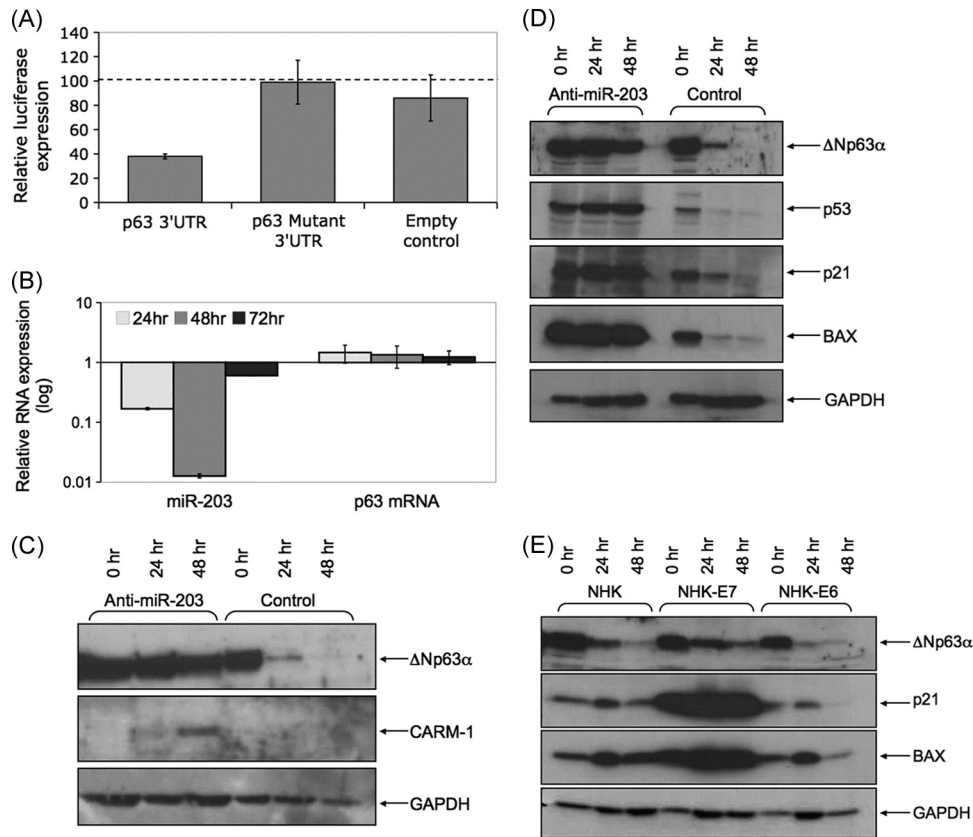 (A)
Relative luciferase
expression
140
120
100
80
60
40
20
0
p63 3'UTR
p63 Mutant
3'UTR
Empty
control
(B)
Relative RNA expression
(log)
10
1
0.1
0.01
24hr
48hr
72hr
miR-203
p63 mRNA
(C)
0 hr
24 hr
48 hr
0 hr
24 hr
48 hr
Anti-miR-203
Control
ΔNp63α
CARM-1
GAPDH
(D)
0 hr
24 hr
48 hr
0 hr
24 hr
48 hr
Anti-miR-203
Control
ΔNp63α
p53
p21
BAX
GAPDH
(E)
0 hr
24 hr
48 hr
0 hr
24 hr
48 hr
0 hr
24 hr
48 hr
NHK
NHK-E7
NHK-E6
ΔNp63α
p21
BAX
GAPDH